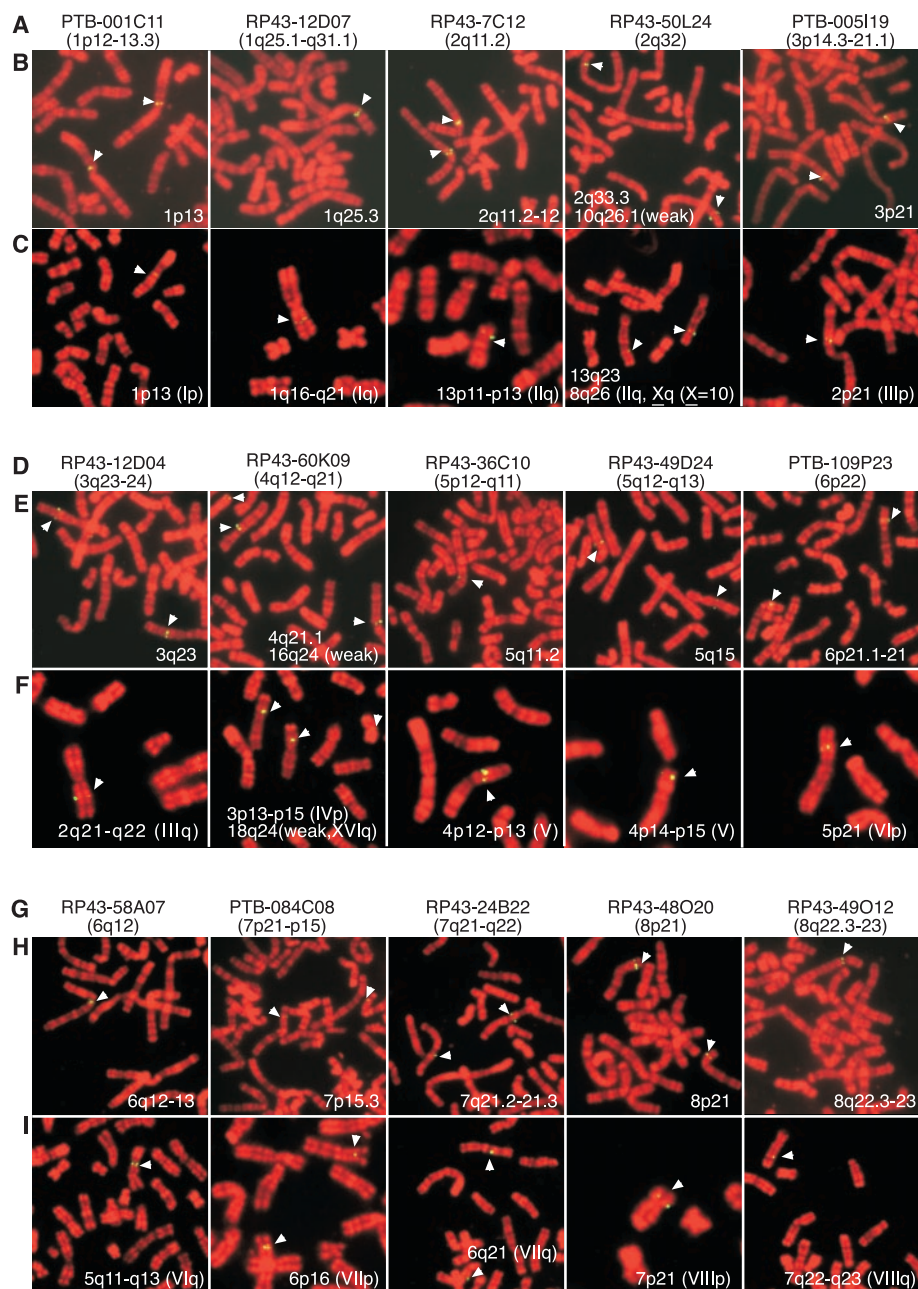 A PTB-001C11 RP43-12D07 RP43-7C12 RP43-50L24 PTB-005I19
(1p12-13.3) (1q25.1-q31.1) (2q11.2) (2q32) (3p14.3-21.1)
B
1p13 1q25.3 2q11.2-12 2q33.3 3p21
10q26.1(weak)
C
1p13 (Ip) 1q16-q21 (Iq) 13p11-p13 (IIq) 13q23 2p21 (IIIp)
8q26 (IIq, Xq (X=10)
D RP43-12D04 RP43-60K09 RP43-36C10 RP43-49D24 PTB-109P23
(3q23-24) (4q12-q21) (5p12-q11) (5q12-q13) (6p22)
E
3q23 4q21.1 5q11.2 5q15 6p21.1-21
16q24 (weak)
F
2q21-q22 (IIIq) 3p13-p15 (IVp) 4p12-p13 (V) 4p14-p15 (V) 5p21 (VIp)
18q24(weak,XVIq)
G RP43-58A07 PTB-084C08 RP43-24B22 RP43-48O20 RP43-49O12
(6q12) (7p21-p15) (7q21-q22) (8p21) (8q22.3-23)
H
6q12-13 7p15.3 7q21.2-21.3 8p21 8q22.3-23
I
5q11-q13 (VIq) 6p16 (VIIp) 6q21 (VIIq) 7p21 (VIIIp) 7q22-q23 (VIIIq)